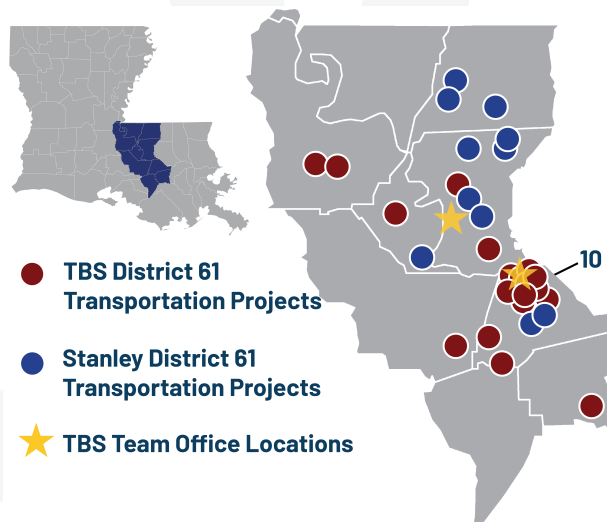 10
TBS District 61
Transportation Projects
Stanley District 61
Transportation Projects
TBS Team Office Locations